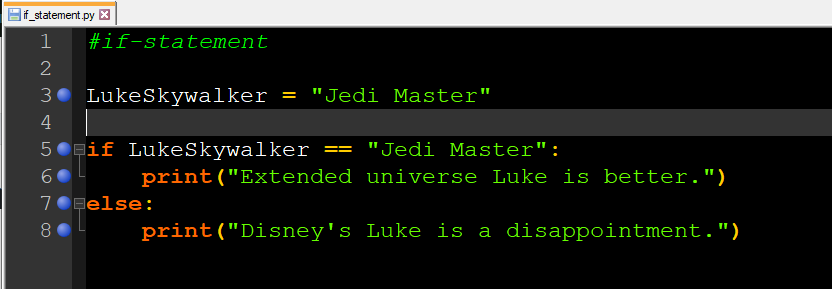 if_statement.py
1 #if-statement
2
3 LukeSkywalker = "Jedi Master"
4
5 if LukeSkywalker == "Jedi Master":
6 print("Extended universe Luke is better.")
7 else:
8 print("Disney's Luke is a disappointment.")